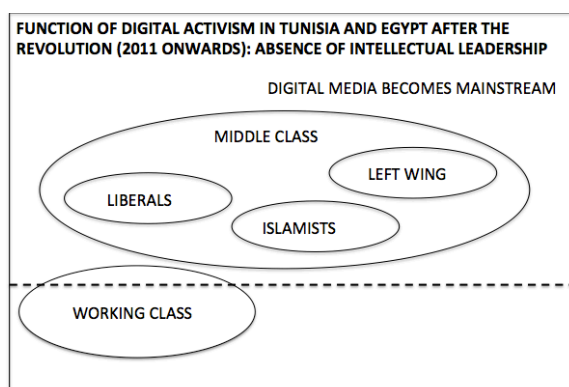 FUNCTION OF DIGITAL ACTIVISM IN TUNISIA AND EGYPT AFTER THE
REVOLUTION (2011 ONWARDS): ABSENCE OF INTELLECTUAL LEADERSHIP
DIGITAL MEDIA BECOMES MAINSTREAM
MIDDLE CLASS
LEFT WING
LIBERALS
ISLAMISTS
WORKING CLASS